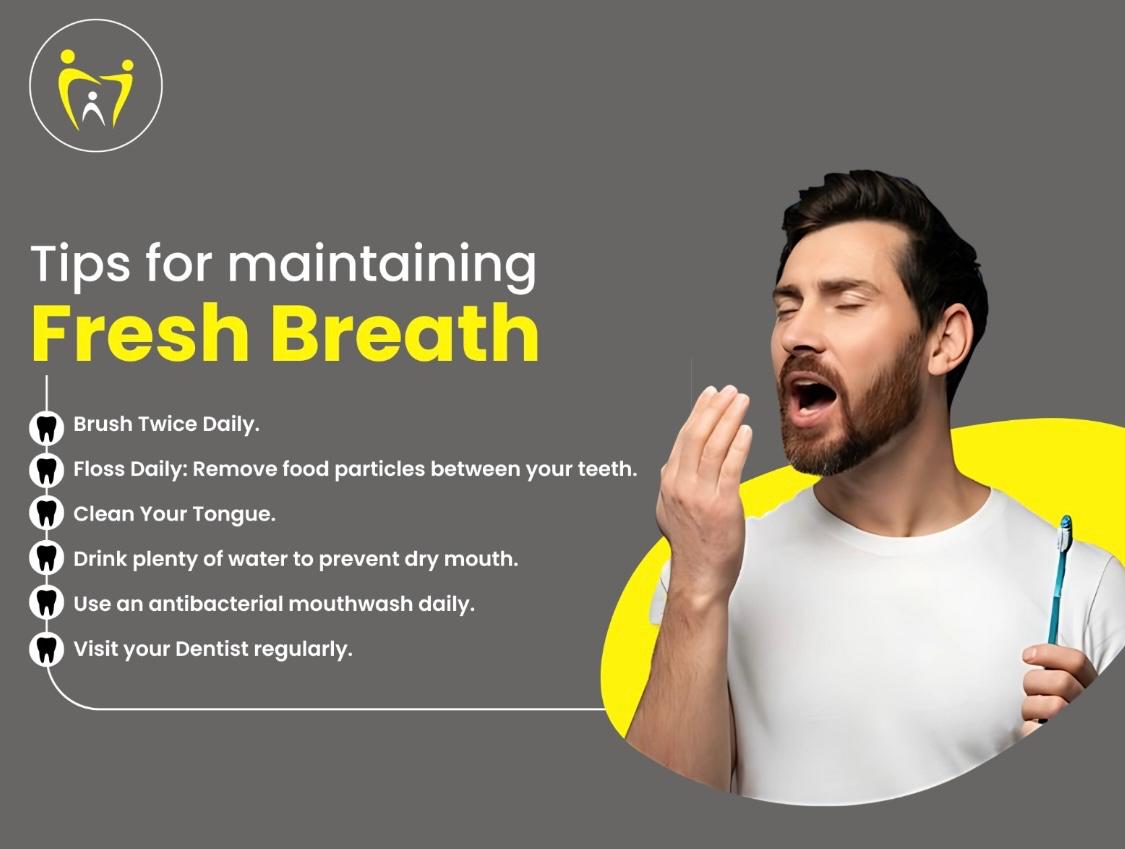 Tips for maintaining
Fresh Breath
Brush Twice Daily.
Floss Daily: Remove food particles between your teeth.
Clean Your Tongue.
Drink plenty of water to prevent dry mouth.
Use an antibacterial mouthwash daily.
Visit your Dentist regularly.